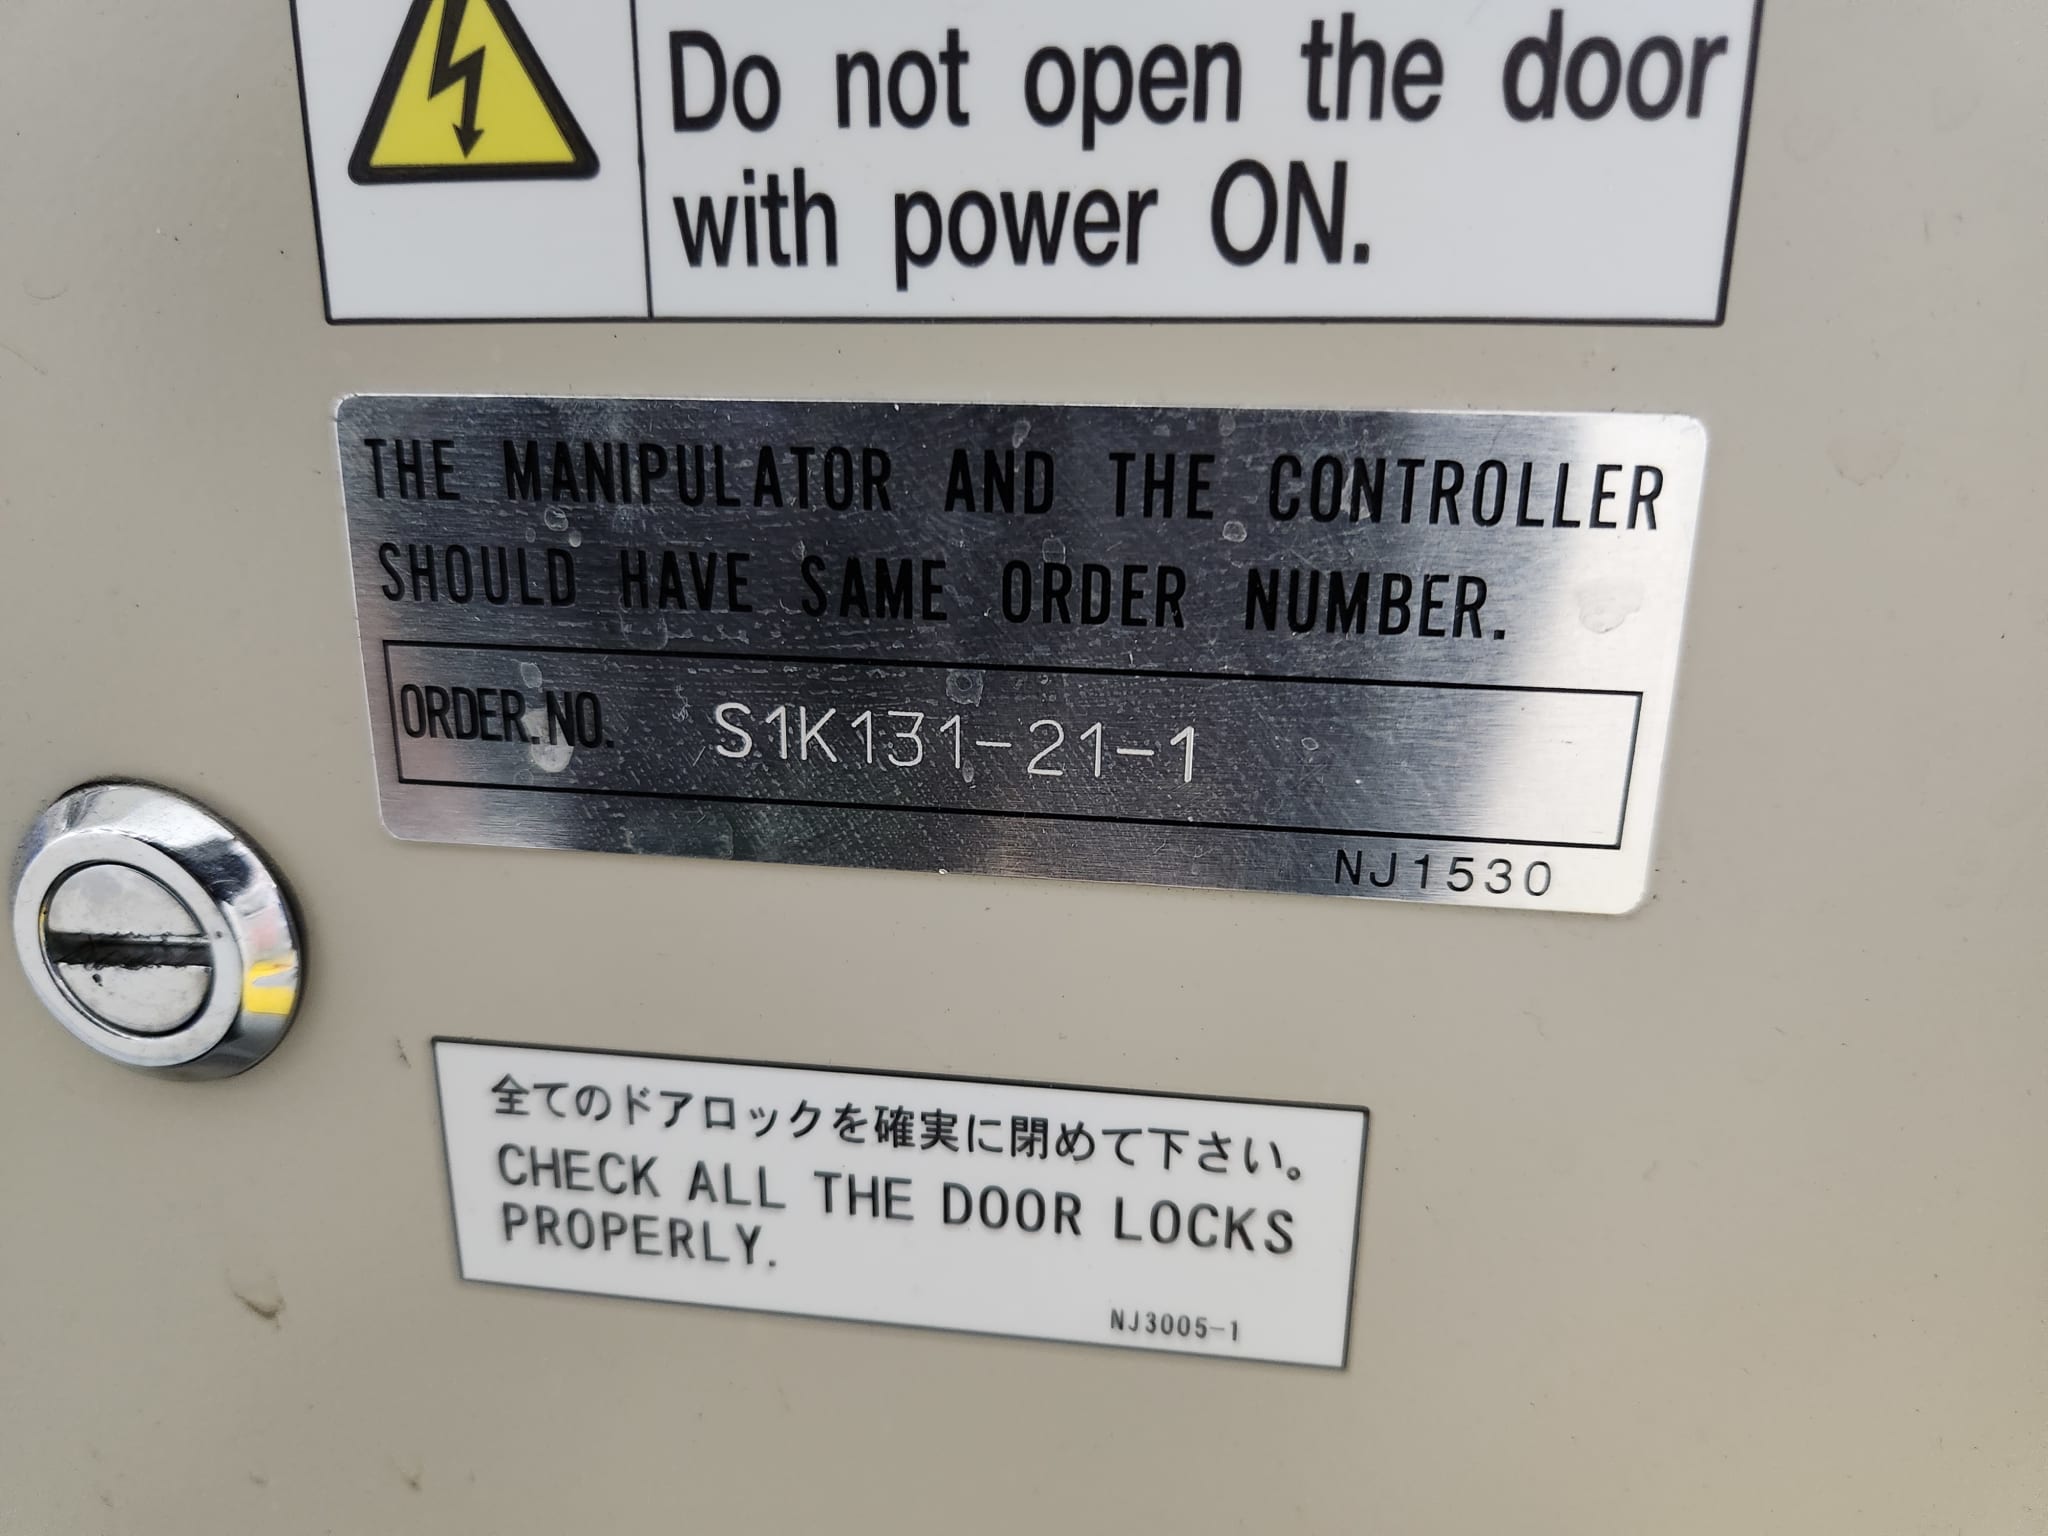 Do not open the door
with power ON.
THE MANIPULATOR AND THE CONTROLLER
SHOULD HAVE SAME ORDER NUMBER.
ORDER.NO. S1K131-21-1
NJ1530
全てのドアロックを確実に閉めて下さい。
CHECK ALL THE DOOR LOCKS
PROPERLY.
NJ3005-1